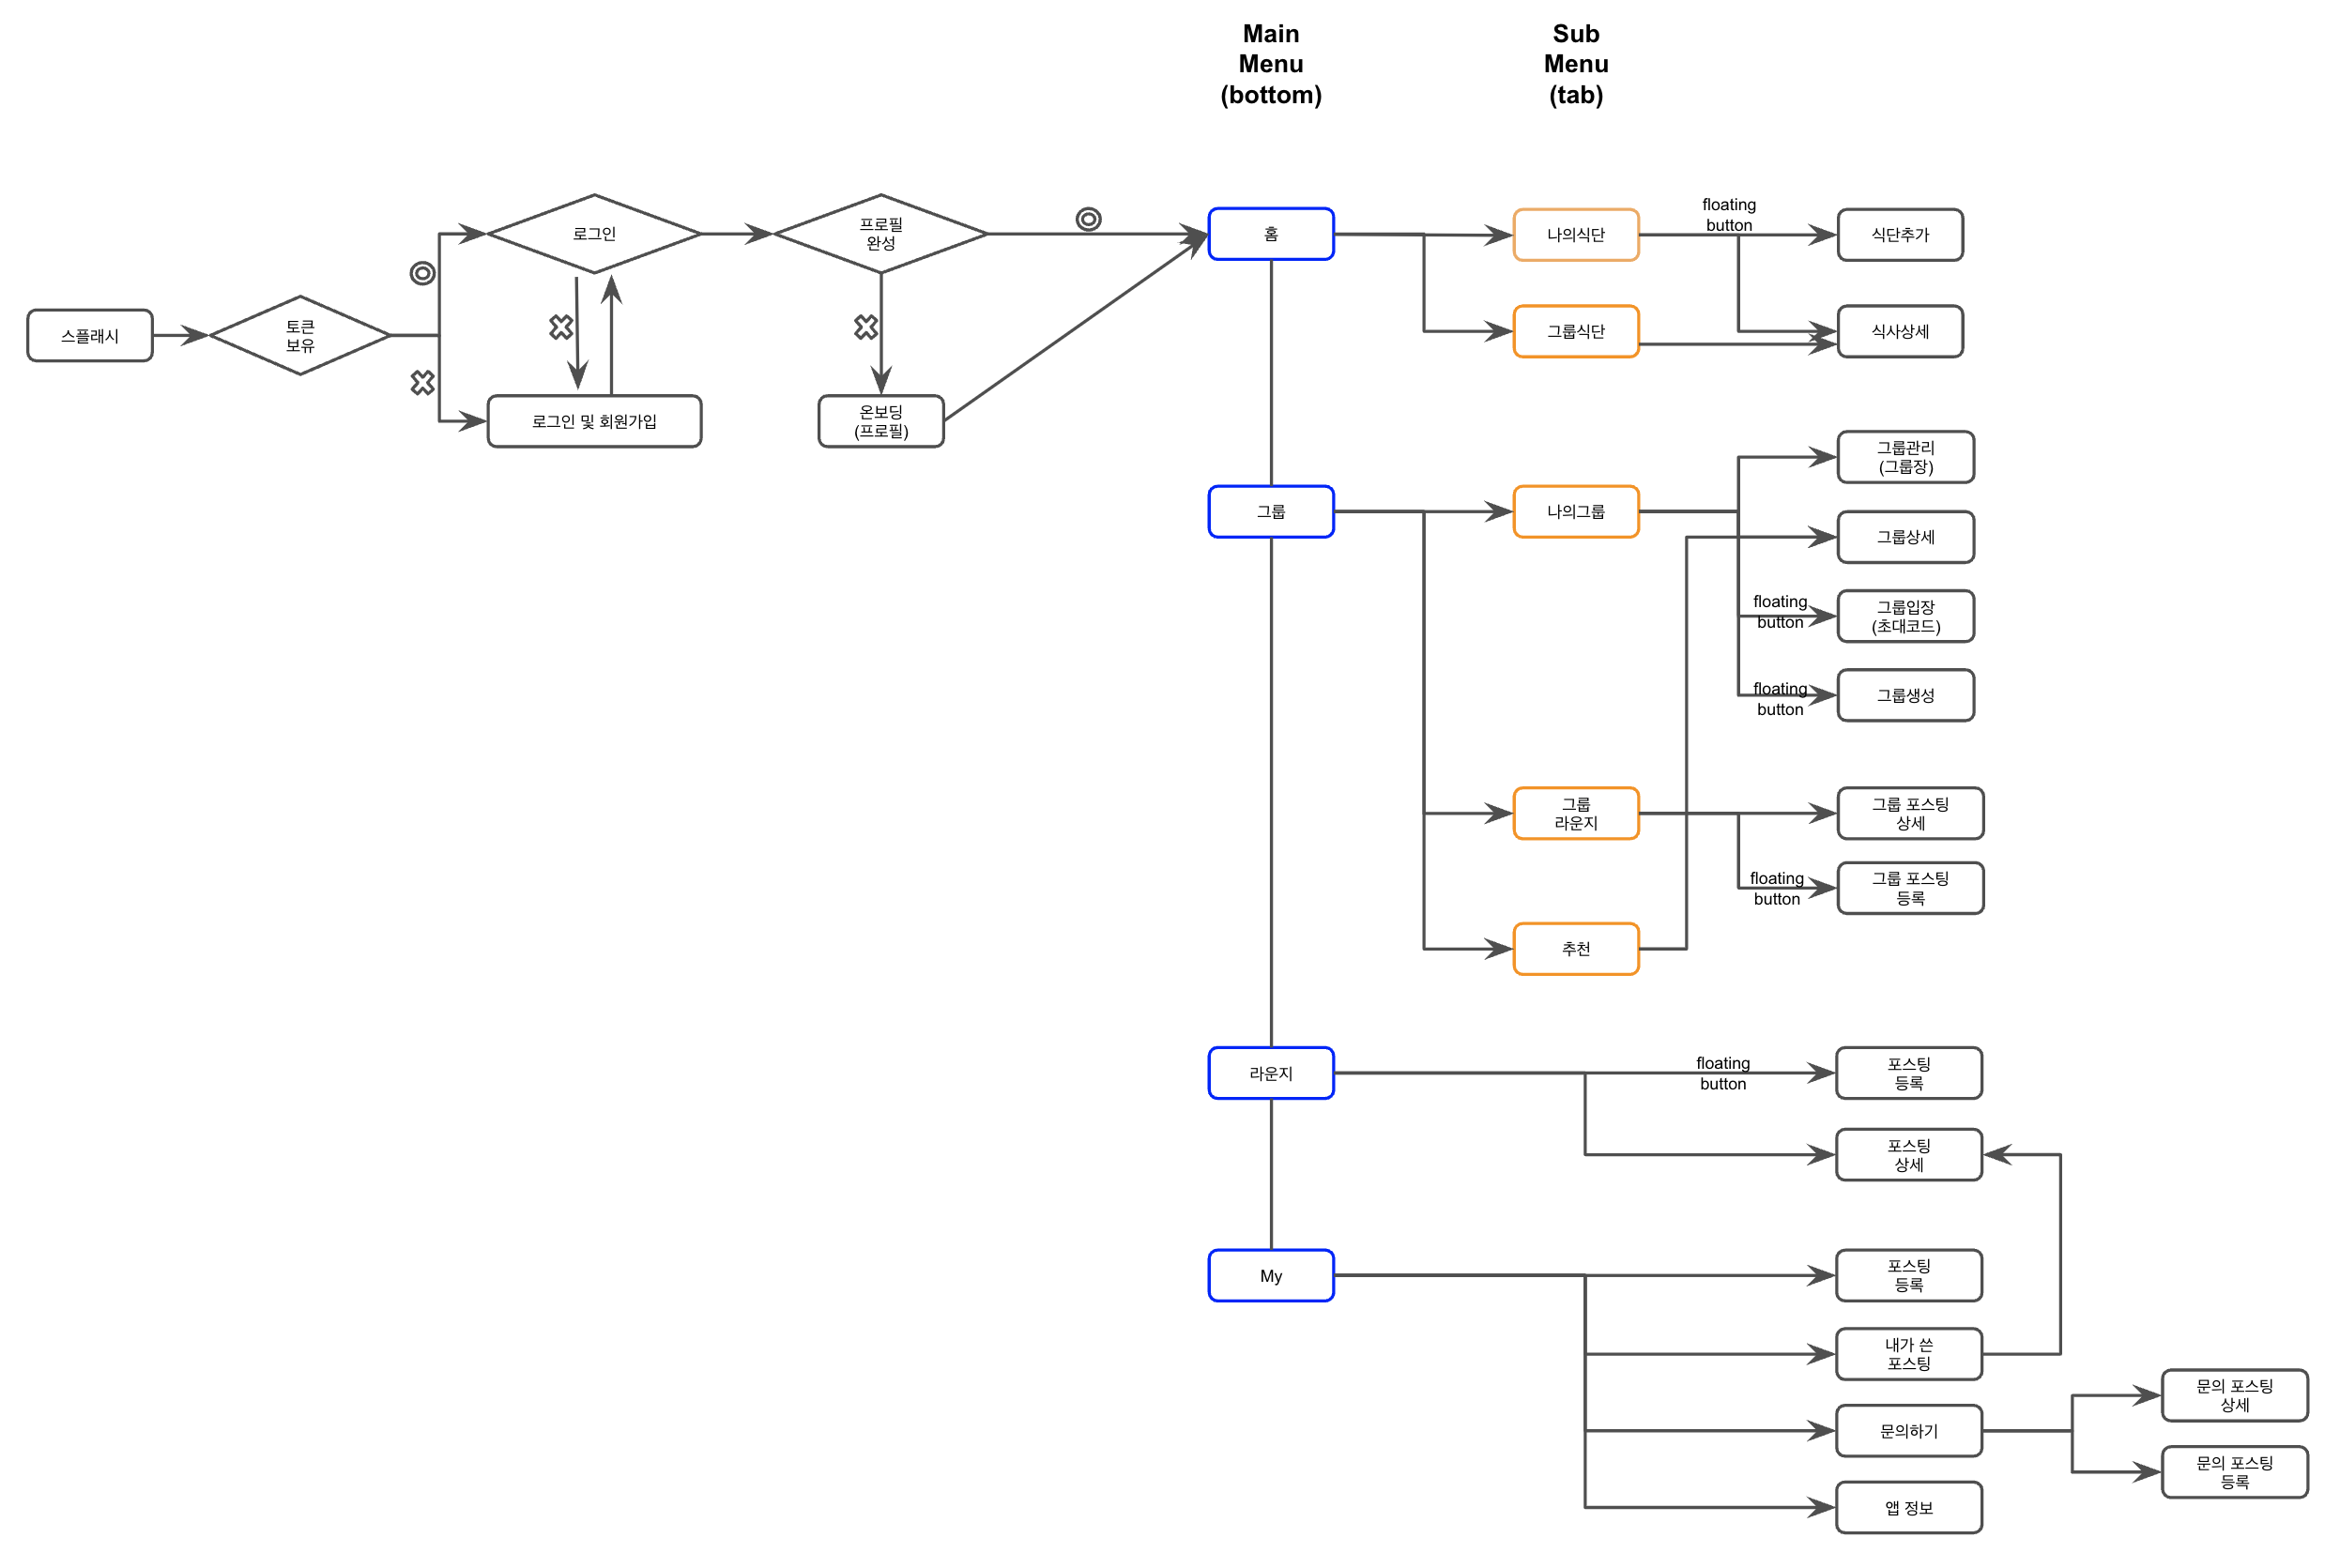 Main
Menu
(bottom)
Sub
Menu
(tab)
스플래시
토큰
보유
로그인
로그인 및 회원가입
프로필
완성
온보딩
(프로필)
홈
나의식단
floating
button
식단추가
그룹식단
식사상세
그룹
나의그룹
그룹관리
(그룹장)
그룹상세
floating
button
그룹입장
(초대코드)
floating
button
그룹생성
그룹
라운지
그룹 포스팅
상세
floating
button
그룹 포스팅
등록
추천
라운지
floating
button
포스팅
등록
포스팅
상세
My
포스팅
등록
내가 쓴
포스팅
문의하기
문의 포스팅
상세
문의 포스팅
등록
앱 정보